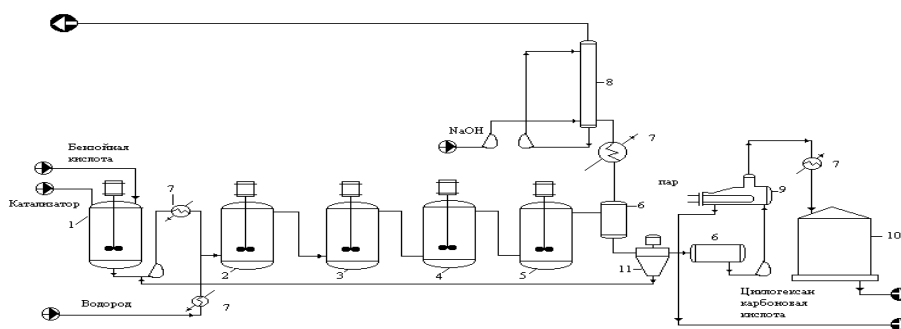 8
NaOH
7
Бензойная
кислота
7
пар
7
9
Катализатор
1
6
6
10
2
3
4
5
11
Водород
7
Циклогексан
карбоновая
кислота